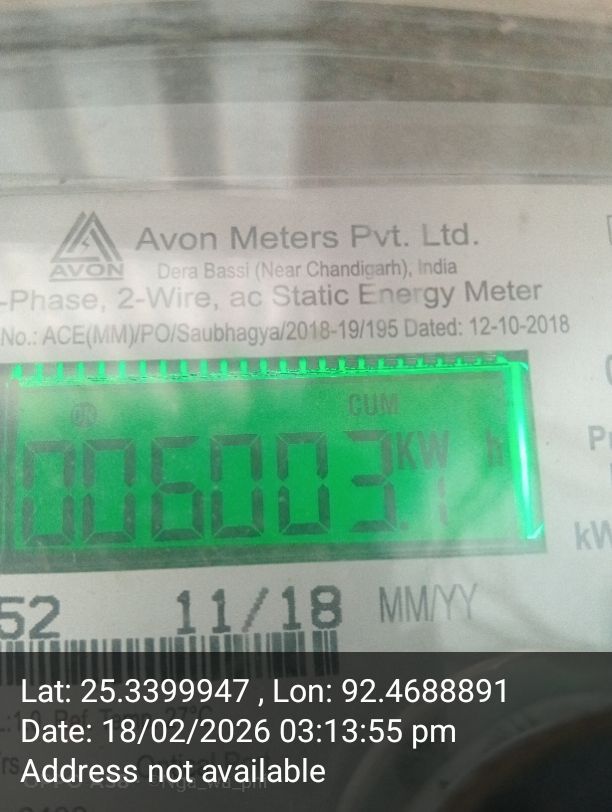 Avon Meters Pvt. Ltd.
AVON
Dera Bassi (Near Chandigarh), India
-Phase, 2-Wire, ac Static Energy Meter
No.: ACE(MM)/PO/Saubhagya/2018-19/195 Dated: 12-10-2018
CUM
006003.1 KW h
52 11/18 MM/YY
Lat: 25.3399947 , Lon: 92.4688891
Date: 18/02/2026 03:13:55 pm
Address not available